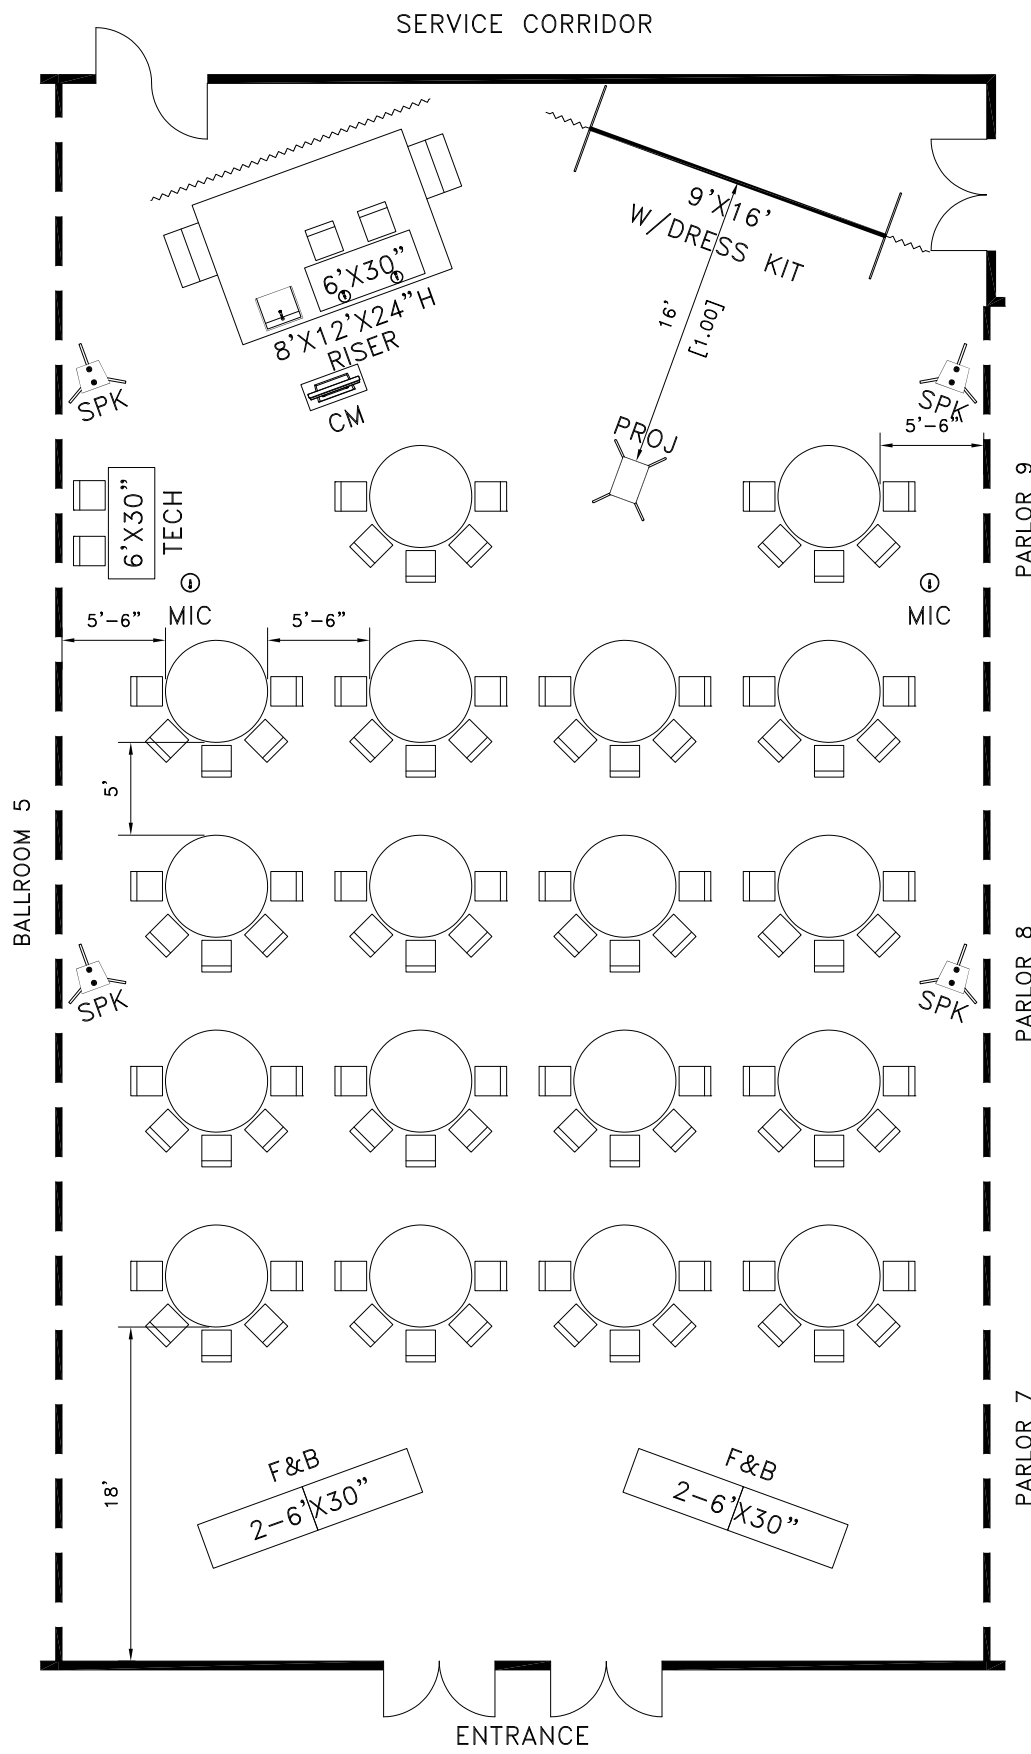 SERVICE CORRIDOR
9'X16'
W/DRESS KIT
6'X30"
8'X12'X24"H
RISER
16'
[1.00]
CM
SPK
SPK
PROJ
5'-6"
6'X30"
TECH
PARLOR 9
MIC
MIC
5'-6"
5'-6"
5'
BALLROOM 5
PARLOR 8
SPK
SPK
PARLOR 7
F&B
2-6'X30"
F&B
2-6'X30"
18'
ENTRANCE